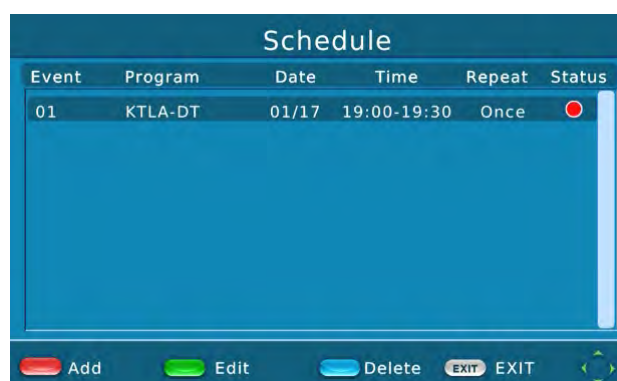 Schedule
Event Program Date Time Repeat Status
01 KTLA-DT 01/17 19:00-19:30 Once
Add Edit Delete EXIT EXIT